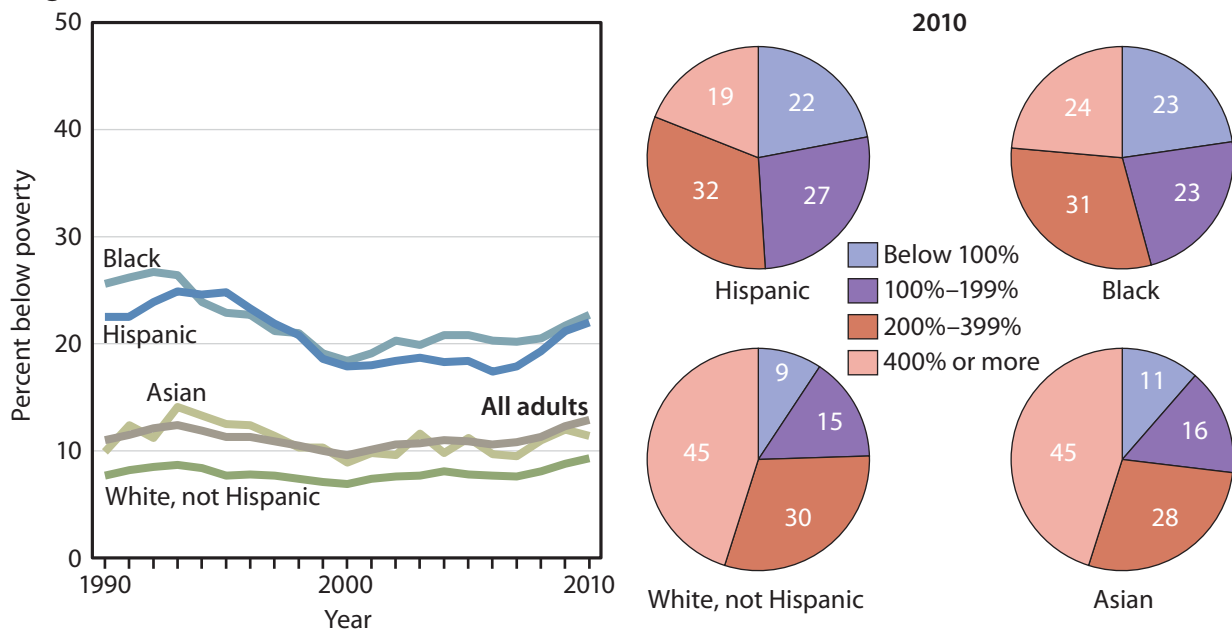 50
40
30
20
10
0
Percent below poverty
Black
Hispanic
Asian
All adults
White, not Hispanic
1990
2000
2010
Year
2010
19
22
32
27
Hispanic
24
23
31
23
Black
Below 100%
100%–199%
200%–399%
400% or more
9
15
45
30
White, not Hispanic
11
16
45
28
Asian